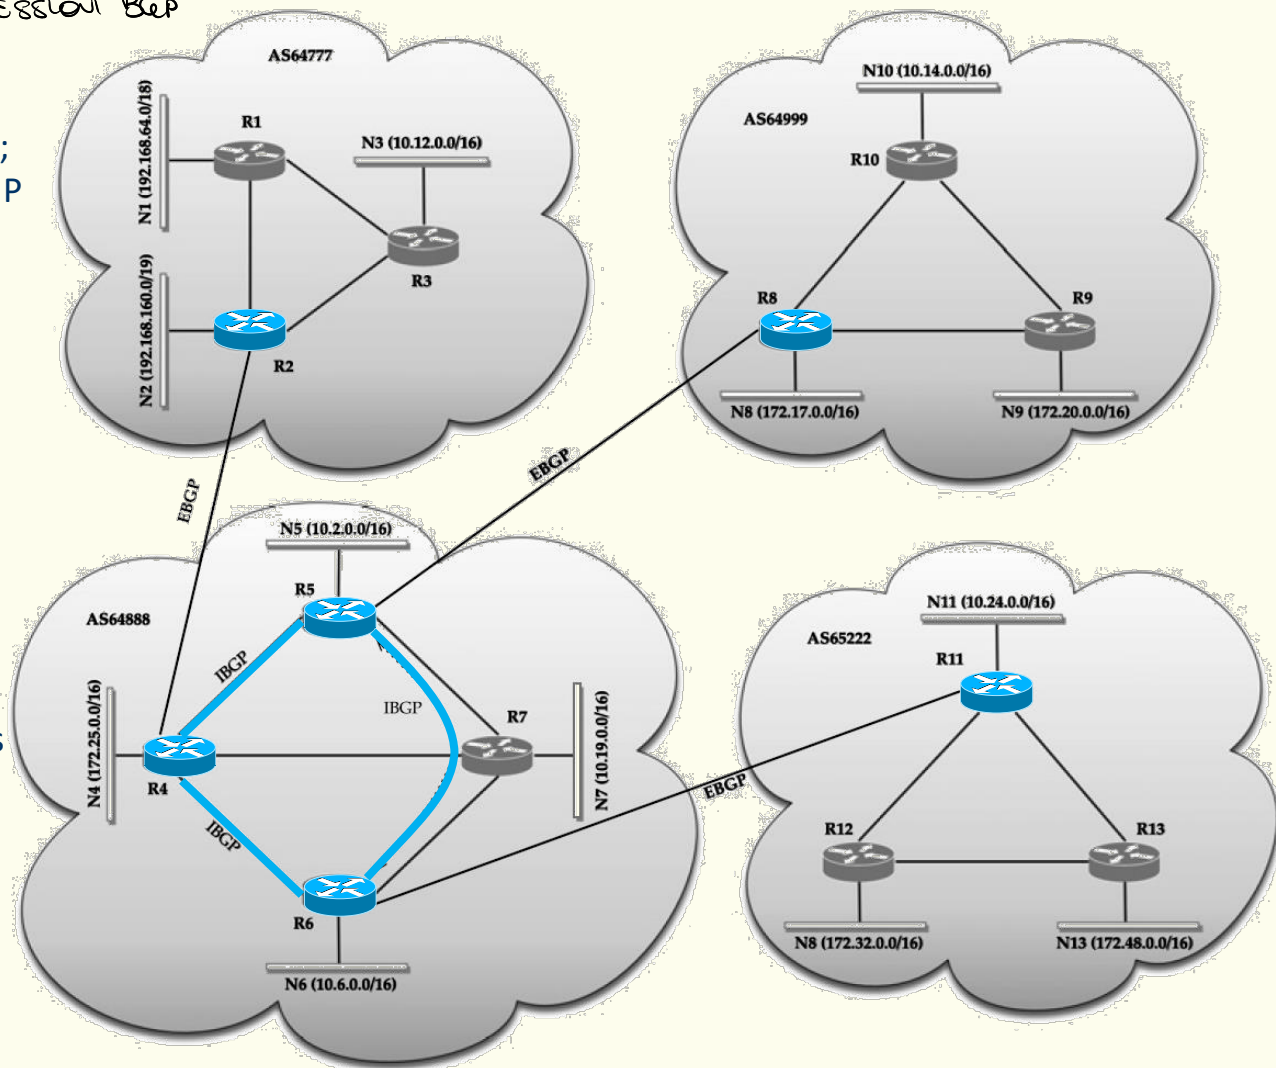 BGP
;
P
AS64777
N1 (192.168.64.0/18)
R1
N3 (10.12.0.0/16)
R3
N2 (192.168.160.0/19)
R2
EBGP
AS64999
N10 (10.14.0.0/16)
R10
R8
R9
N8 (172.17.0.0/16)
N9 (172.20.0.0/16)
EBGP
AS64888
N5 (10.2.0.0/16)
R5
IBGP
IBGP
N4 (172.25.0.0/16)
R4
R7
N7 (10.19.0.0/16)
IBGP
R6
N6 (10.6.0.0/16)
EBGP
AS65222
N11 (10.24.0.0/16)
R11
R12
R13
N8 (172.32.0.0/16)
N13 (172.48.0.0/16)